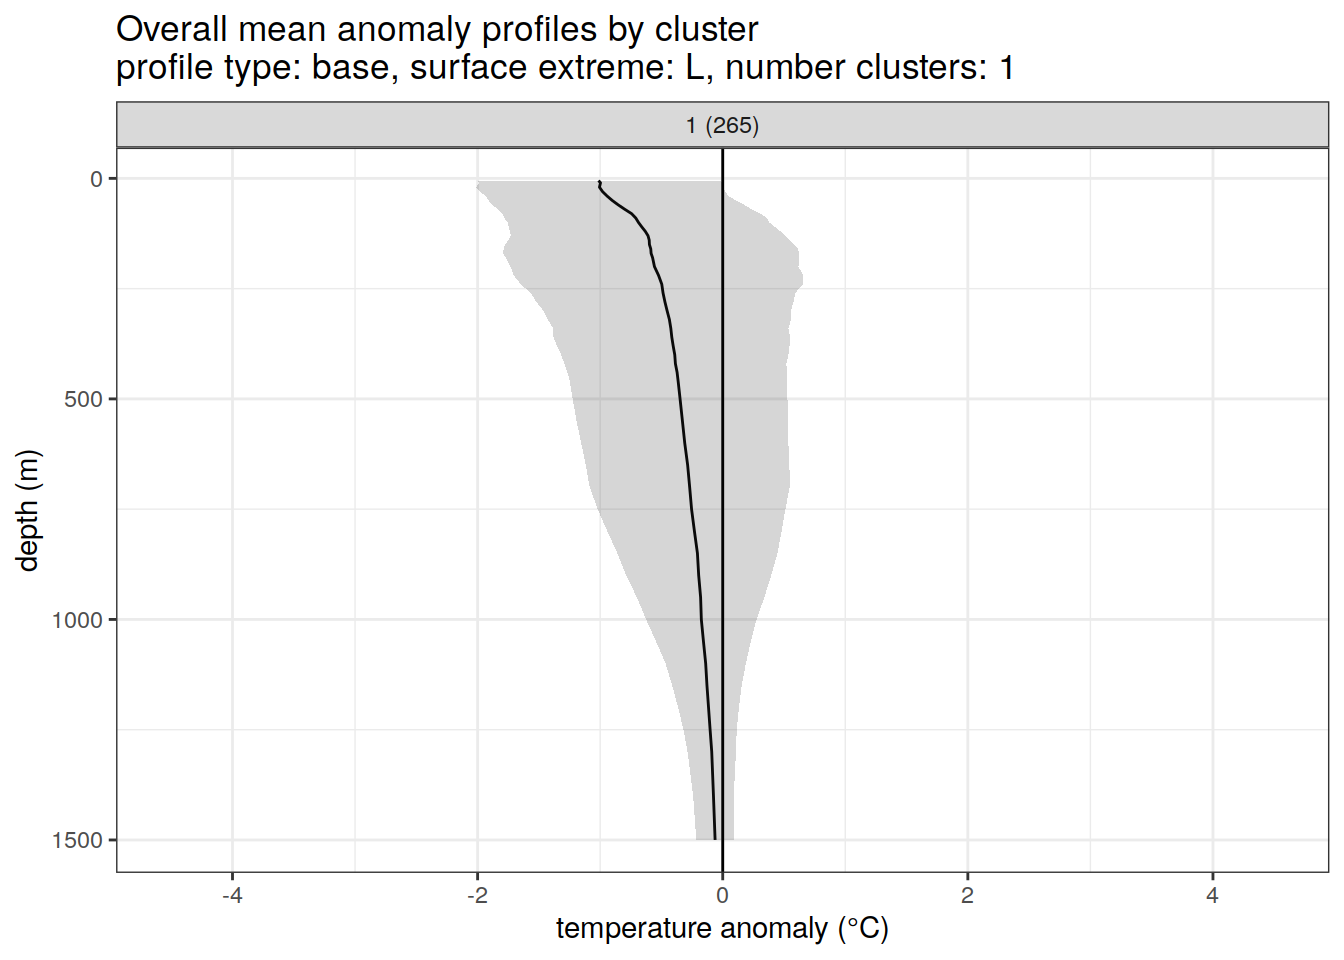 Overall mean anomaly profiles by cluster
profile type: base, surface extreme: L, number clusters: 1
1 (265)
0
500
1000
1500
depth (m)
-4
-2
0
2
4
temperature anomaly (°C)